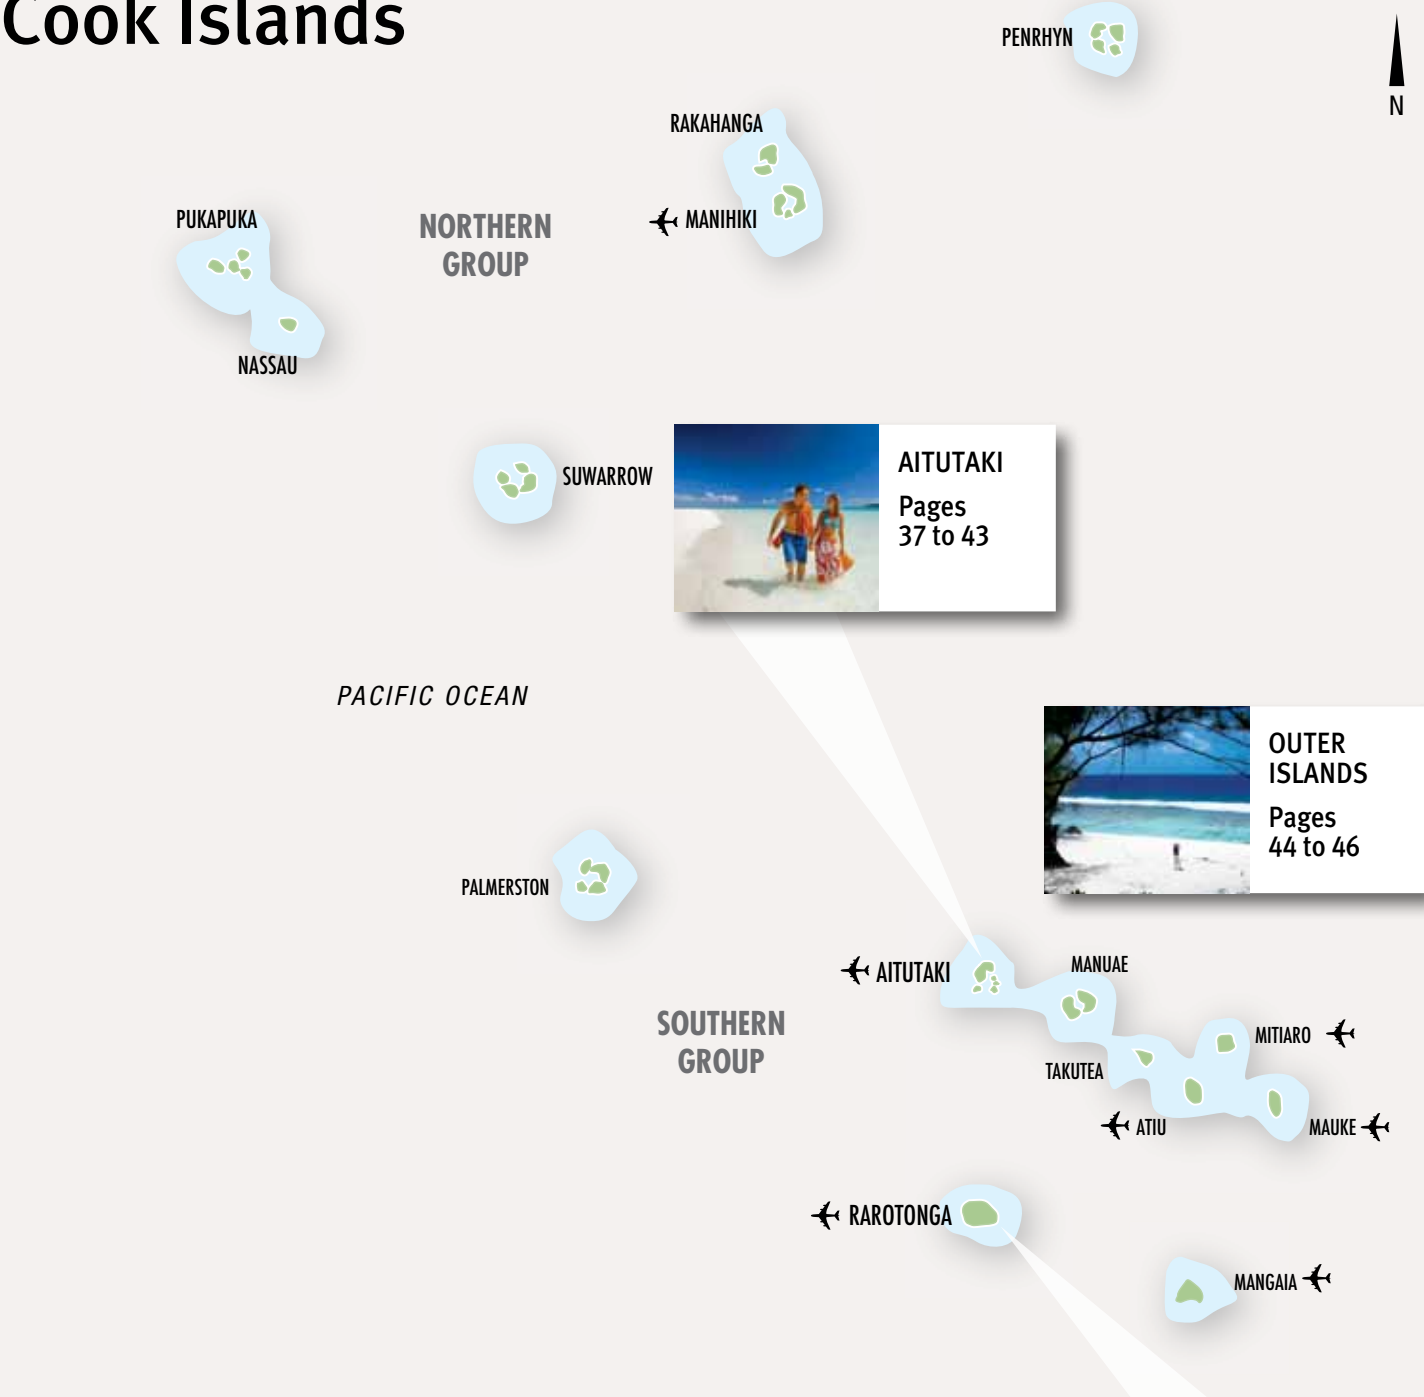 Cook Islands
PENRHYN
N
RAKAHANGA
PUKAPUKA
NORTHERN
GROUP
MANIHIKI
NASSAU
SUWARROW
AITUTAKI
Pages
37 to 43
PACIFIC OCEAN
OUTER
ISLANDS
Pages
44 to 46
PALMERSTON
AITUTAKI
MANUAE
SOUTHERN
GROUP
MITIARO
TAKUTEA
ATIU
MAUKE
RAROTONGA
MANGAIA